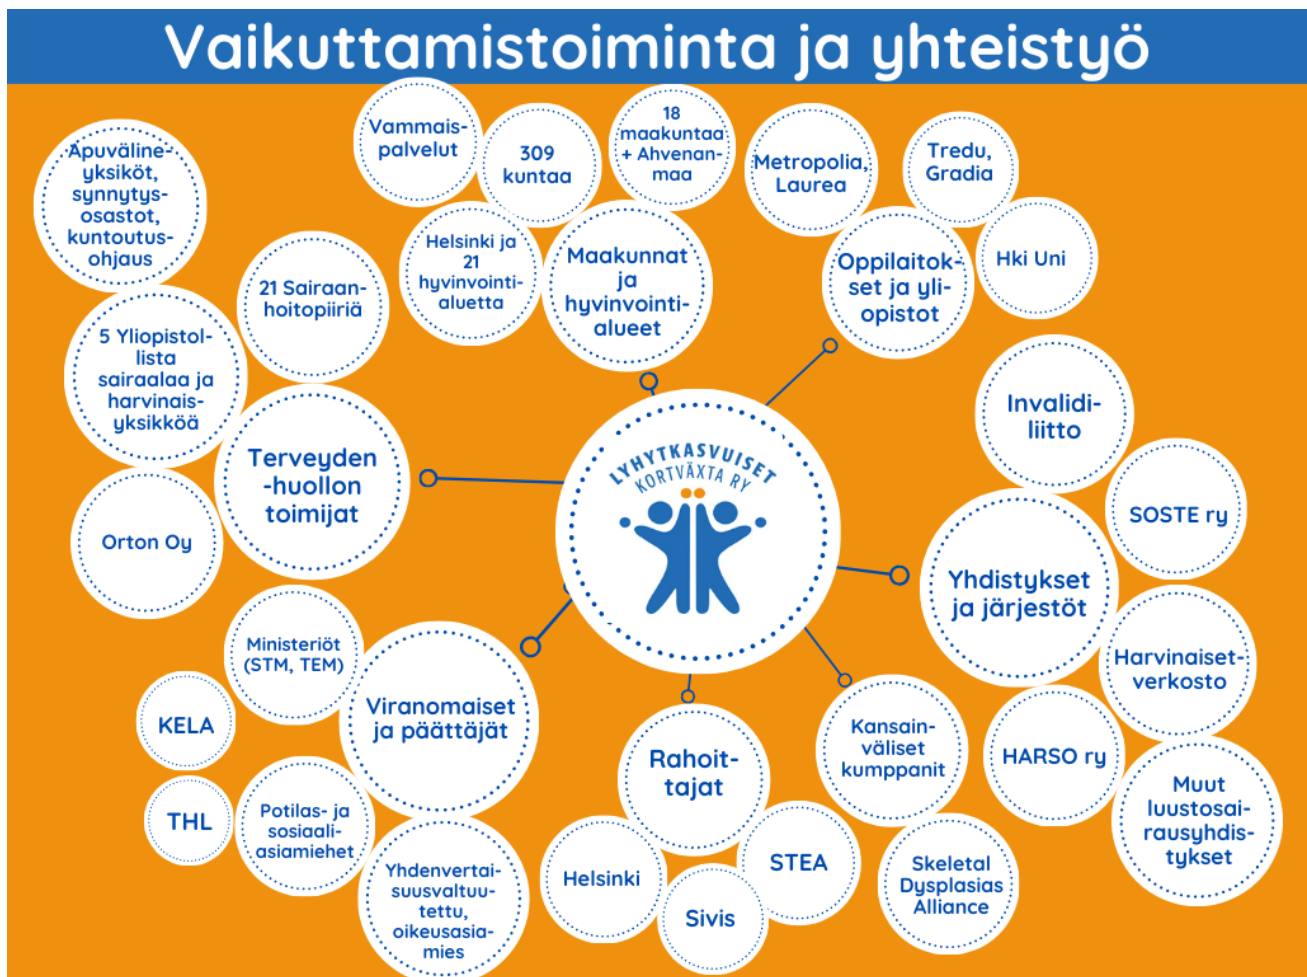 Vaikuttamistoiminta ja yhteistyö
Vammais-
palvelut
309
kuntaa
18
maakuntaa
+ Ahvenan-
maa
Helsinki ja
21
hyvinvointi-
aluetta
Maakunnat
ja
hyvinvointi-
alueet
Metropolia,
Laurea
Tredu,
Gradia
Hki Uni
Oppilaitok-
set ja yli-
opistot
Apuväline-
yksiköt,
synnytys-
osastot,
kuntoutus-
ohjaus
21 Sairaan-
hoitopiiriä
5 Yliopistol-
lista
sairaalaa ja
harvinais-
yksikköä
Terveyden
-huollon
toimijat
Orton Oy
LYHYTKASVUISET
KORTVÄXTA RY
Invalidi-
liitto
SOSTE ry
Yhdistykset
ja järjestöt
Harvinaiset-
verkosto
HARSO ry
Muut
luustosai-
rausyhdis-
tykset
Ministeriöt
(STM, TEM)
KELA
Viranomaiset
ja päättäjät
THL
Potilas- ja
sosiaali-
asiamiehet
Yhdenvertai-
suusvaltuu-
tettu,
oikeusasia-
mies
Rahoit-
tajat
Helsinki
Sivis
STEA
Kansain-
väliset
kumppanit
Skeletal
Dysplasias
Alliance